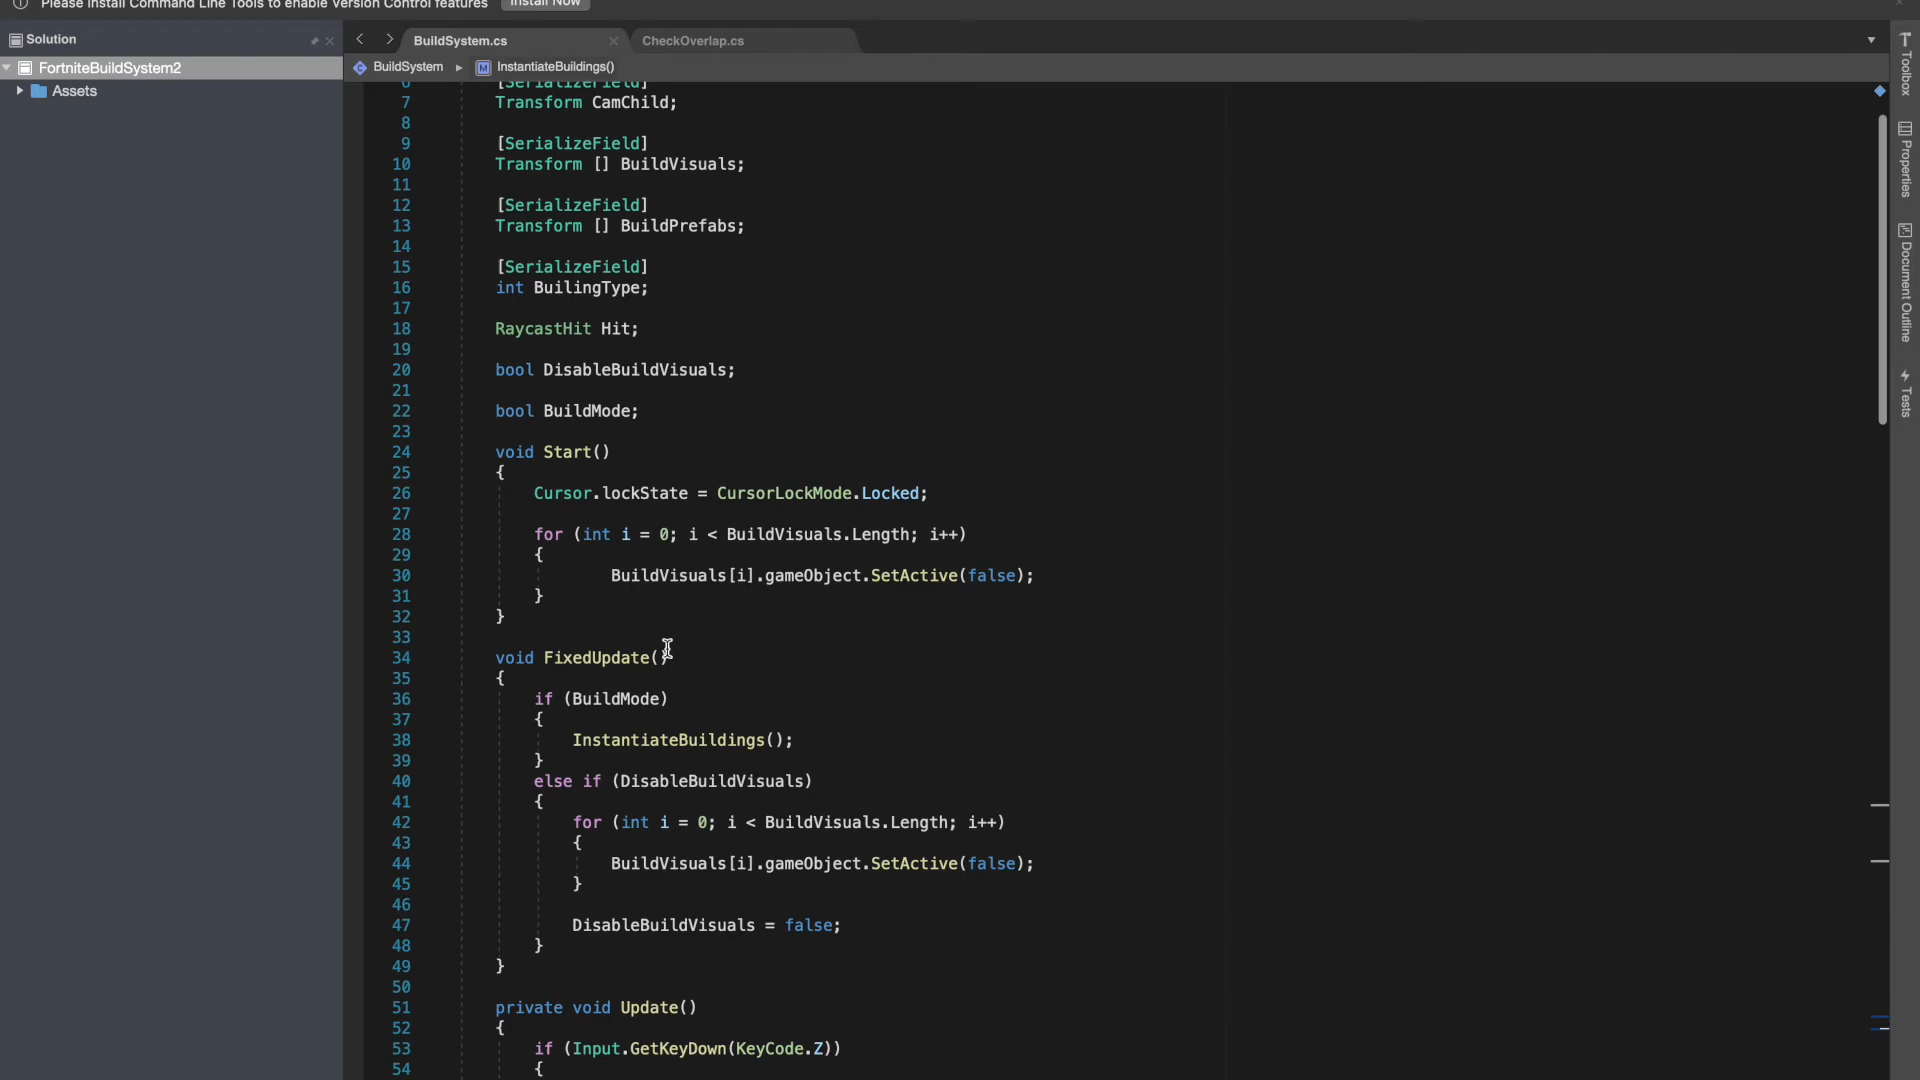 Please Install Command Line Tools to enable Version Control features Install Now
Solution
BuildSystem.cs
CheckOverlap.cs
FortniteBuildSystem2
BuildSystem InstantiateBuildings()
Assets
6 [SerializeField]
7 Transform CamChild;
8
9 [SerializeField]
10 Transform [] BuildVisuals;
11
12 [SerializeField]
13 Transform [] BuildPrefabs;
14
15 [SerializeField]
16 int BuilingType;
17
18 RaycastHit Hit;
19
20 bool DisableBuildVisuals;
21
22 bool BuildMode;
23
24 void Start()
25 {
26 Cursor.lockState = CursorLockMode.Locked;
27
28 for (int i = 0; i < BuildVisuals.Length; i++)
29 {
30 BuildVisuals[i].gameObject.SetActive(false);
31 }
32 }
33
34 void FixedUpdate()
35 {
36 if (BuildMode)
37 {
38 InstantiateBuildings();
39 }
40 else if (DisableBuildVisuals)
41 {
42 for (int i = 0; i < BuildVisuals.Length; i++)
43 {
44 BuildVisuals[i].gameObject.SetActive(false);
45 }
46
47 DisableBuildVisuals = false;
48 }
49 }
50
51 private void Update()
52 {
53 if (Input.GetKeyDown(KeyCode.Z))
54 {
Toolbox
Properties
Document Outline
Tests